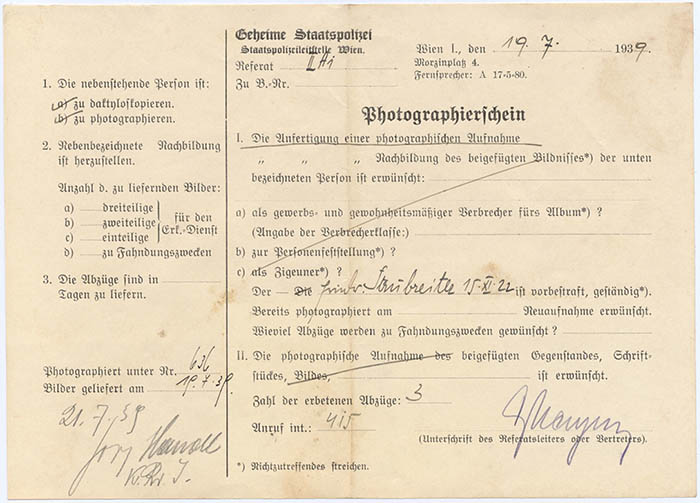 1. Die nebenstehende Person ist:
a) zu daktyloskopieren.
b) zu photographieren.
2. Nebenbezeichnete Nachbildung
ist herzustellen.
Anzahl d. zu liefernden Bilder:
a) dreiteilige
b) zweiteilige
c) einteilige
für den
Erk.-Dienst
d) zu Fahndungszwecken
3. Die Abzüge sind in
Tagen zu liefern.
Photographiert unter Nr. 636
Bilder geliefert am 19.7.39.
21.7.39
Geheime Staatspolizei
Staatspolizeileitstelle Wien.
Referat II
Zu B.-Nr.
Wien I., den 19. 7. 1939.
Morzinplatz 4.
Fernsprecher: A 17-5-80.
Photographierschein
I. Die Anfertigung einer photographischen Aufnahme
„ „ „ Nachbildung des beigefügten Bildnisses*) der unten
bezeichneten Person ist erwünscht:
a) als gewerbs- und gewohnheitsmäßiger Verbrecher fürs Album*) ?
(Angabe der Verbrecherklasse:)
b) zur Personenfeststellung*) ?
c) als Zigeuner*) ?
Der — Die 15.XI.22 ist vorbestraft, geständig*).
Bereits photographiert am Neuaufnahme erwünscht.
Wieviel Abzüge werden zu Fahndungszwecken gewünscht ?
II. Die photographische Aufnahme des beigefügten Gegenstandes, Schrift-
stückes, Bildes, ist erwünscht.
Zahl der erbetenen Abzüge: 3
Anruf int.: 415
(Unterschrift des Referatsleiters oder Vertreters).
*) Nichtzutreffendes streichen.